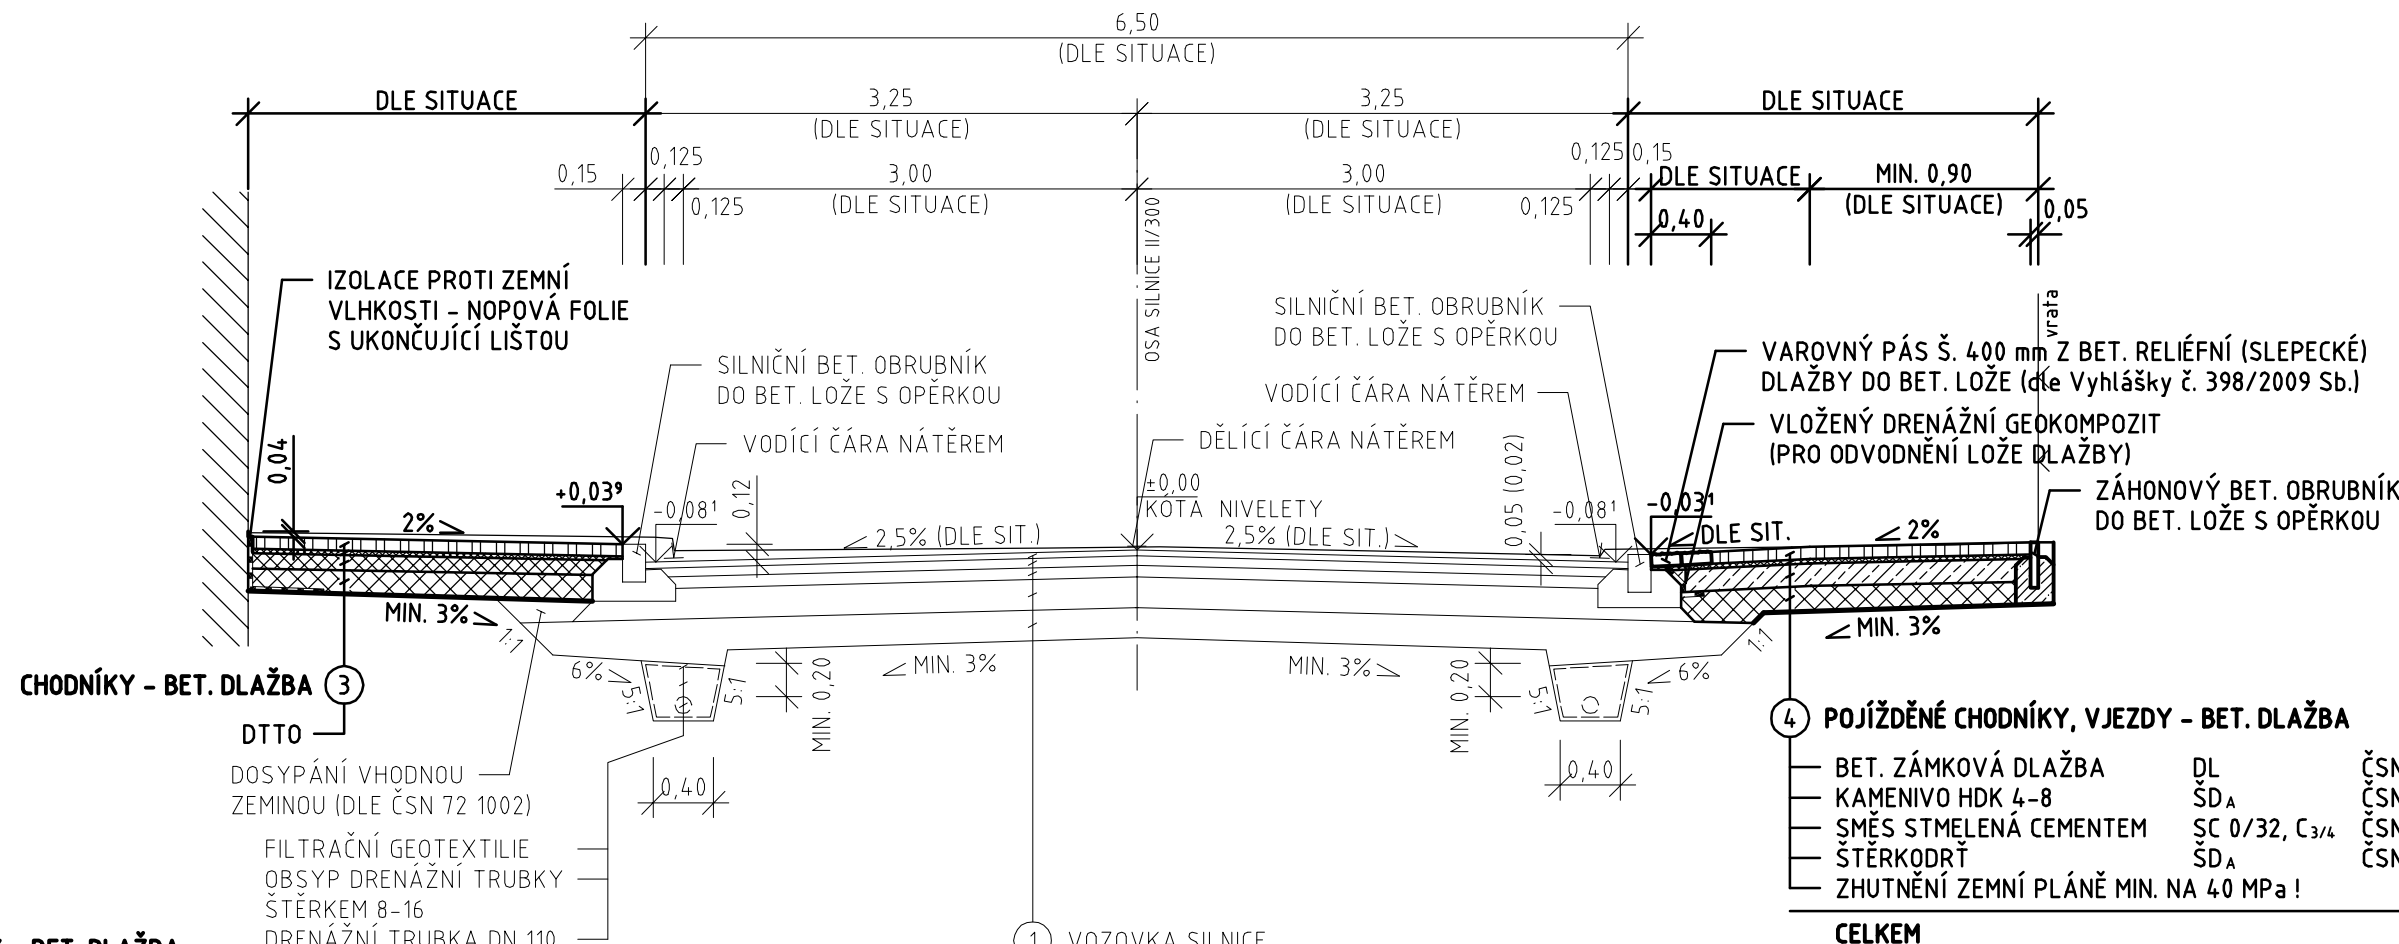 6,50
(DLE SITUACE)
DLE SITUACE
3,25
(DLE SITUACE)
3,25
(DLE SITUACE)
DLE SITUACE
0,15
0,125
0,125
3,00
(DLE SITUACE)
3,00
(DLE SITUACE)
0,125
0,125
0,15
DLE SITUACE
MIN. 0,90
(DLE SITUACE)
0,40
0,05
OSA SILNICE II/300
vrata
IZOLACE PROTI ZEMNÍ
VLHKOSTI - NOPOVÁ FOLIE
S UKONČUJÍCÍ LIŠTOU
SILNIČNÍ BET. OBRUBNÍK
DO BET. LOŽE S OPĚRKOU
VODÍCÍ ČÁRA NÁTĚREM
SILNIČNÍ BET. OBRUBNÍK
DO BET. LOŽE S OPĚRKOU
VODÍCÍ ČÁRA NÁTĚREM
DĚLÍCÍ ČÁRA NÁTĚREM
VAROVNÝ PÁS Š. 400 mm Z BET. RELIÉFNÍ (SLEPECKÉ)
DLAŽBY DO BET. LOŽE (dle Vyhlášky č. 398/2009 Sb.)
VLOŽENÝ DRENÁŽNÍ GEOKOMPOZIT
(PRO ODVODNĚNÍ LOŽE DLAŽBY)
ZÁHONOVÝ BET. OBRUBNÍK
DO BET. LOŽE S OPĚRKOU
0,04
+0,03⁹
-0,08¹
0,12
±0,00
KÓTA NIVELETY
0,05 (0,02)
-0,08¹
-0,03¹
2%
2,5% (DLE SIT.)
2,5% (DLE SIT.)
DLE SIT.
2%
MIN. 3%
1:1
6%
5:1
5:1
MIN. 0,20
MIN. 3%
MIN. 3%
MIN. 0,20
5:1
5:1
6%
1:1
MIN. 3%
0,40
0,40
CHODNÍKY - BET. DLAŽBA 3
DTTO
DOSYPÁNÍ VHODNOU
ZEMINOU (DLE ČSN 72 1002)
FILTRAČNÍ GEOTEXTILIE
OBSYP DRENÁŽNÍ TRUBKY
ŠTĚRKEM 8-16
DRENÁŽNÍ TRUBKA DN 110
BET. DLAŽBA
1 VOZOVKA SILNICE
4 POJÍŽDĚNÉ CHODNÍKY, VJEZDY - BET. DLAŽBA
BET. ZÁMKOVÁ DLAŽBA DL ČSN
KAMENIVO HDK 4-8 ŠDA ČSN
SMĚS STMELENÁ CEMENTEM SC 0/32, C3/4 ČSN
ŠTĚRKODRŤ ŠDA ČSN
ZHUTNĚNÍ ZEMNÍ PLÁNĚ MIN. NA 40 MPa !
CELKEM